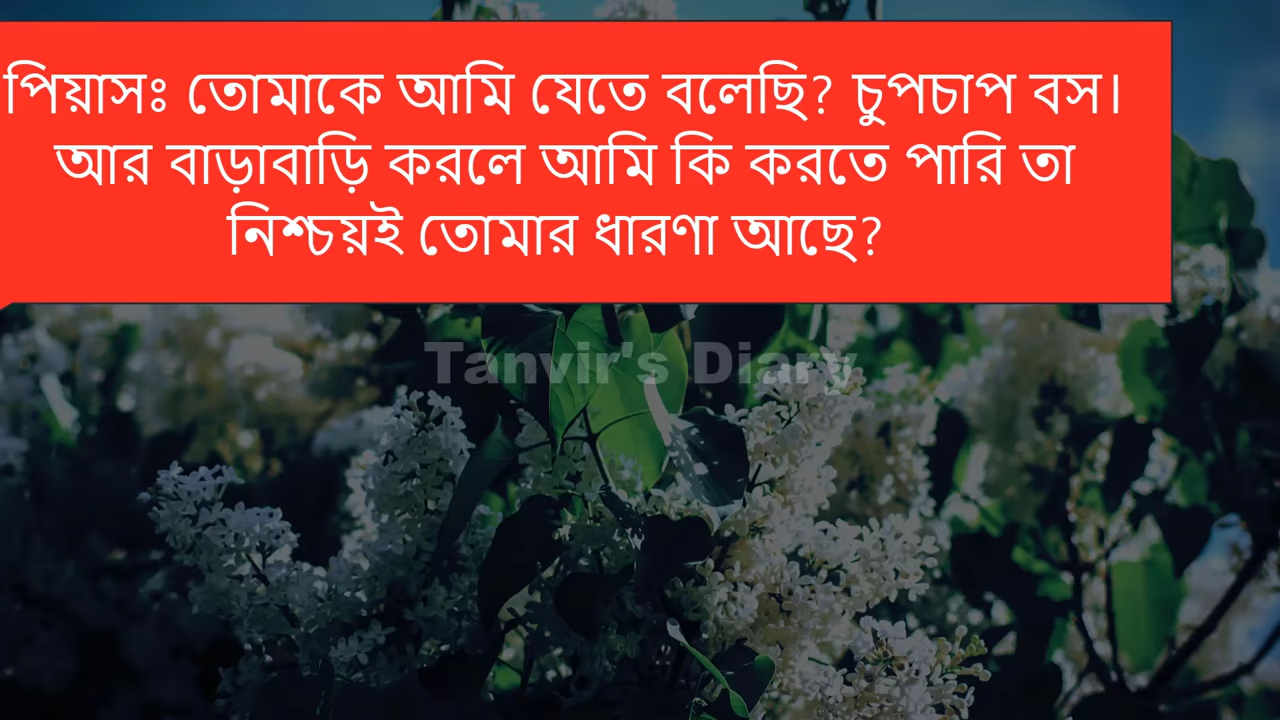 পিয়াসঃ তোমাকে আমি যেতে বলেছি? চুপচাপ বস।
আর বাড়াবাড়ি করলে আমি কি করতে পারি তা
নিশ্চয়ই তোমার ধারণা আছে?
Tanvir's Diary